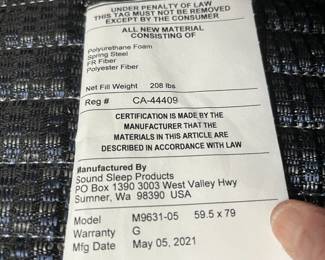 UNDER PENALTY OF LAW
THIS TAG MUST NOT BE REMOVED
EXCEPT BY THE CONSUMER
ALL NEW MATERIAL
CONSISTING OF
Polyurethane Foam
Spring Steel
FR Fiber
Polyester Fiber
Net Fill Weight 208 lbs
Reg # CA-44409
CERTIFICATION IS MADE BY THE
MANUFACTURER THAT THE
MATERIALS IN THIS ARTICLE ARE
DESCRIBED IN ACCORDANCE WITH LAW
Manufactured By
Sound Sleep Products
PO Box 1390 3003 West Valley Hwy
Sumner, Wa 98390 USA
Model M9631-05 59.5 x 79
Warranty G
Mfg Date May 05, 2021